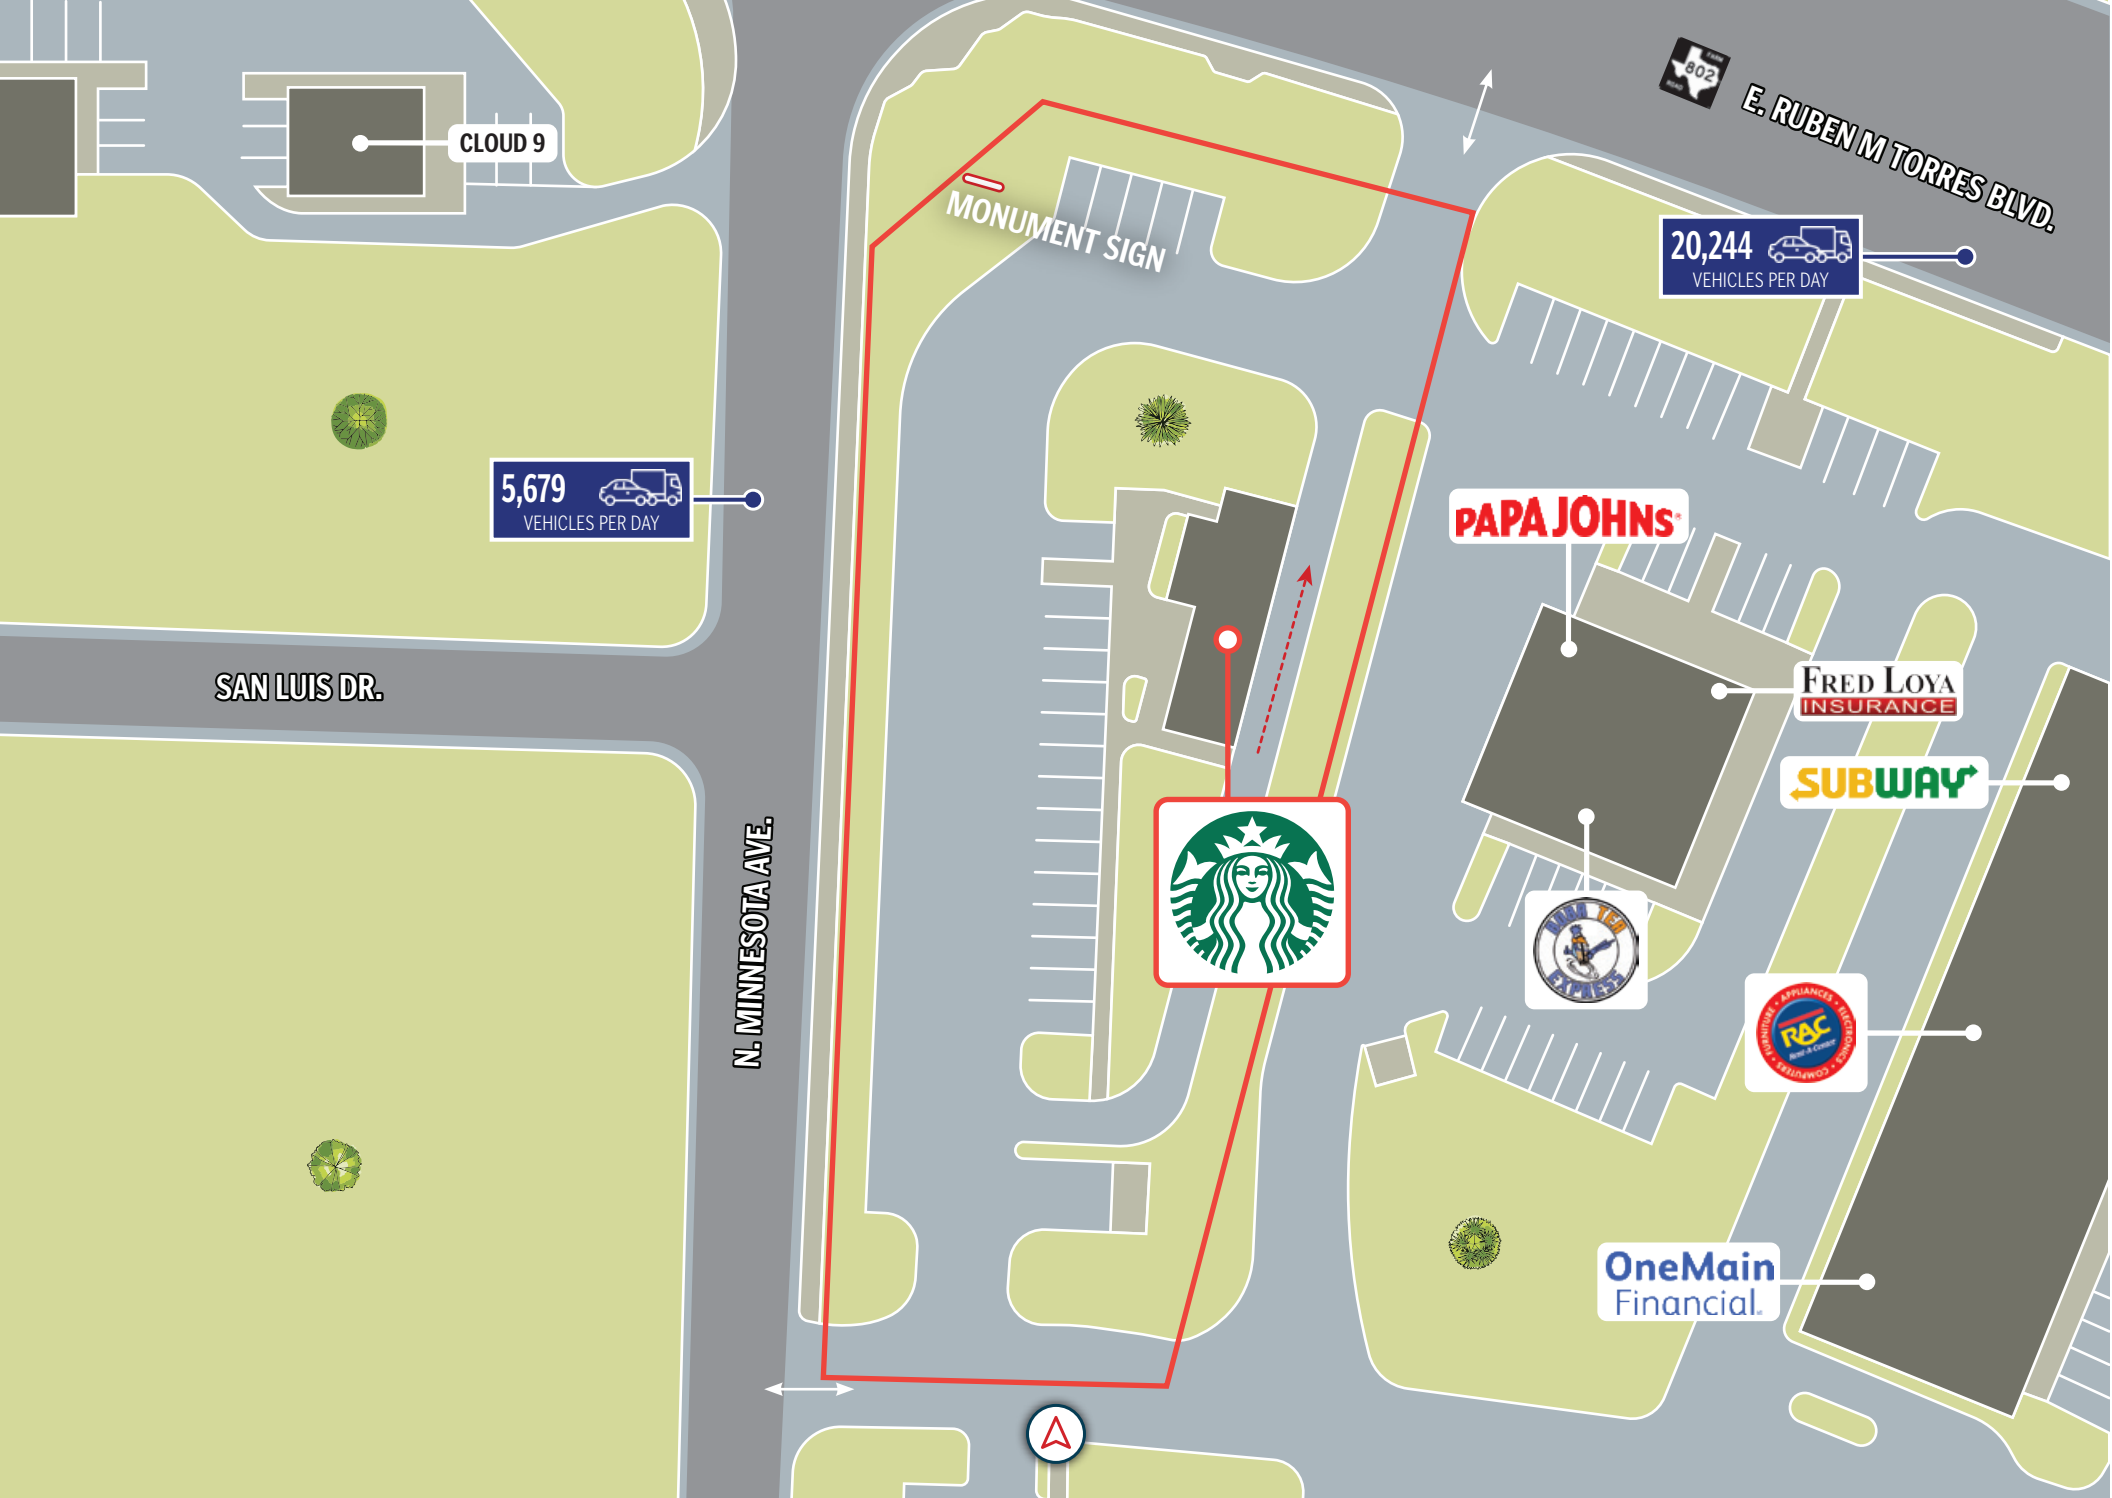 FARM
802
ROAD
E. RUBEN M TORRES BLVD.
CLOUD 9
MONUMENT SIGN
20,244
VEHICLES PER DAY
5,679
VEHICLES PER DAY
PAPA JOHNS
SAN LUIS DR.
FRED LOYA
INSURANCE
SUBWAY
N. MINNESOTA AVE.
BABA TEA
EXPRESS
APPLIANCES • ELECTRONICS • COMPUTERS • FURNITURE •
RAC
Rent-A-Center
OneMain
Financial.